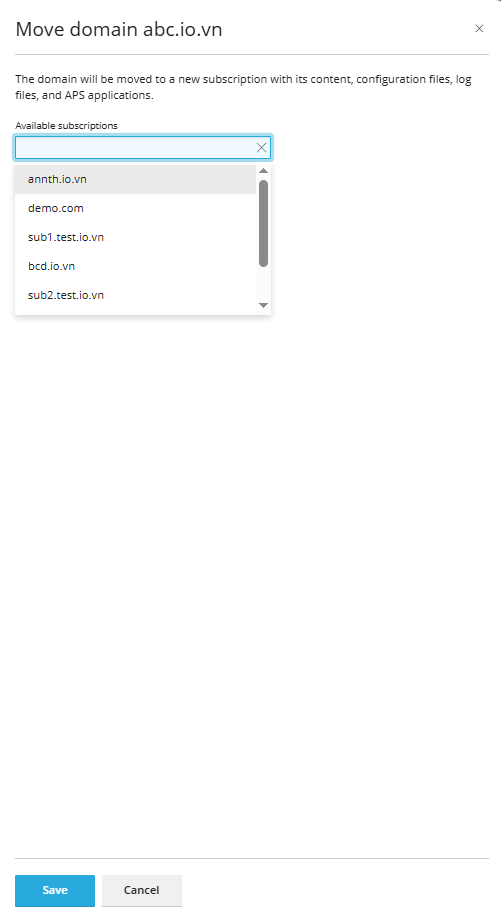 Move domain abc.io.vn
The domain will be moved to a new subscription with its content, configuration files, log
files, and APS applications.
Available subscriptions
annth.io.vn
demo.com
sub1.test.io.vn
bcd.io.vn
sub2.test.io.vn
Save
Cancel